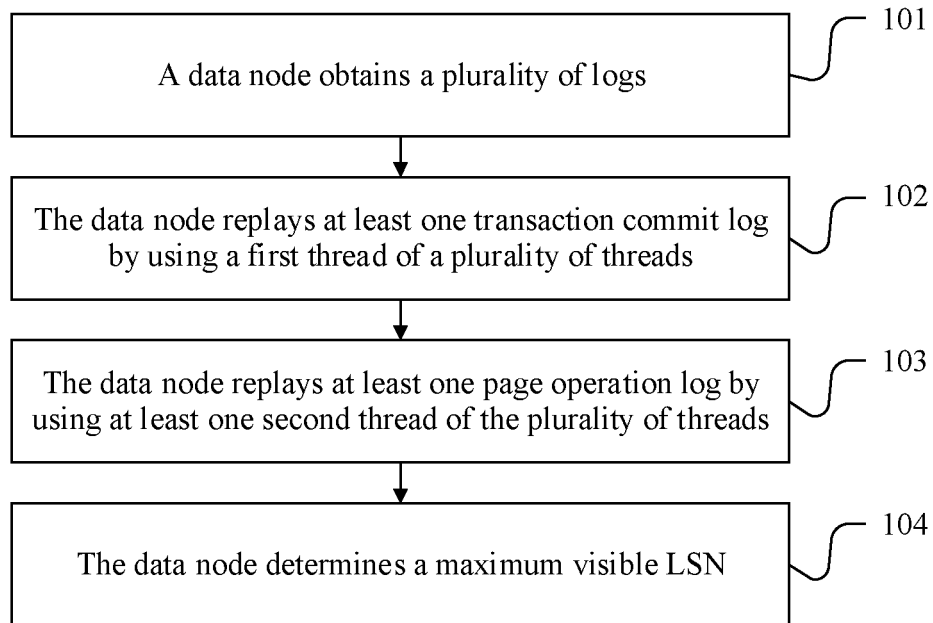 101
A data node obtains a plurality of logs
102
The data node replays at least one transaction commit log
by using a first thread of a plurality of threads
103
The data node replays at least one page operation log by
using at least one second thread of the plurality of threads
104
The data node determines a maximum visible LSN